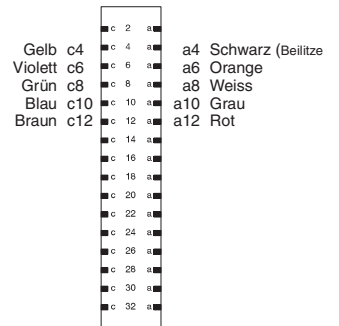 c 2 a
Gelb c4 c 4 a a4 Schwarz (Beilitze
Violett c6 c 6 a a6 Orange
Grün c8 c 8 a a8 Weiss
Blau c10 c 10 a a10 Grau
Braun c12 c 12 a a12 Rot
c 14 a
c 16 a
c 18 a
c 20 a
c 22 a
c 24 a
c 26 a
c 28 a
c 30 a
c 32 a